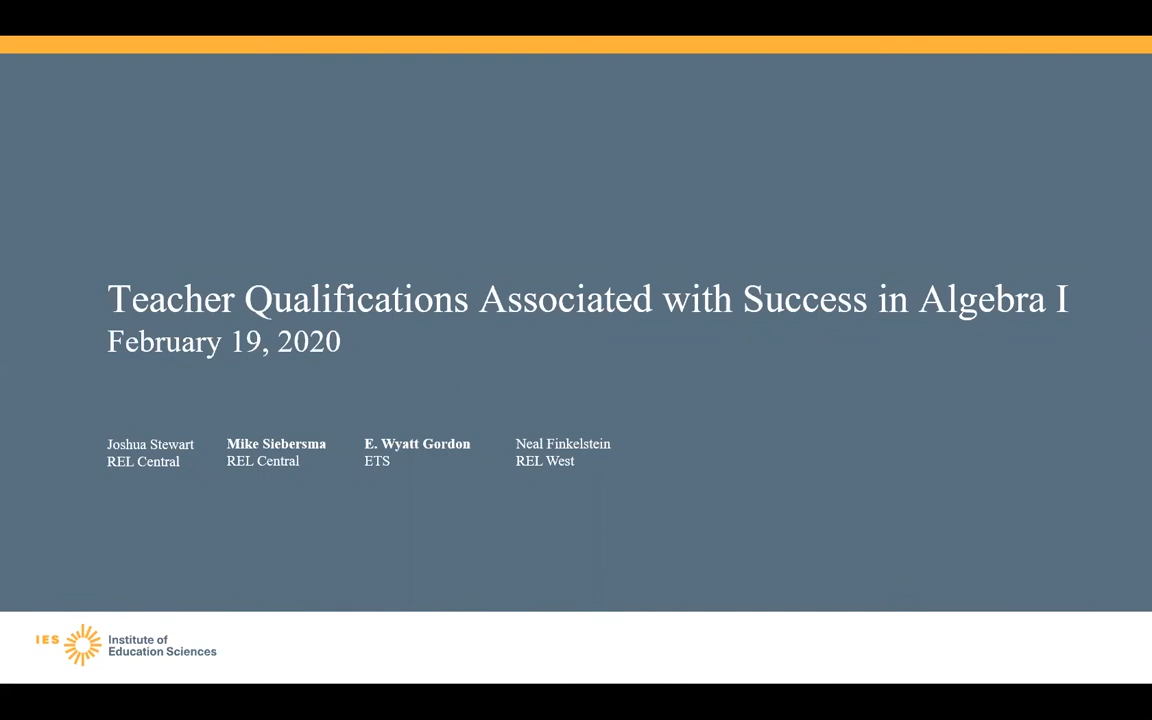 Teacher Qualifications Associated with Success in Algebra I
February 19, 2020
Joshua Stewart
REL Central
Mike Siebersma
REL Central
E. Wyatt Gordon
ETS
Neal Finkelstein
REL West
IES
Institute of
Education Sciences